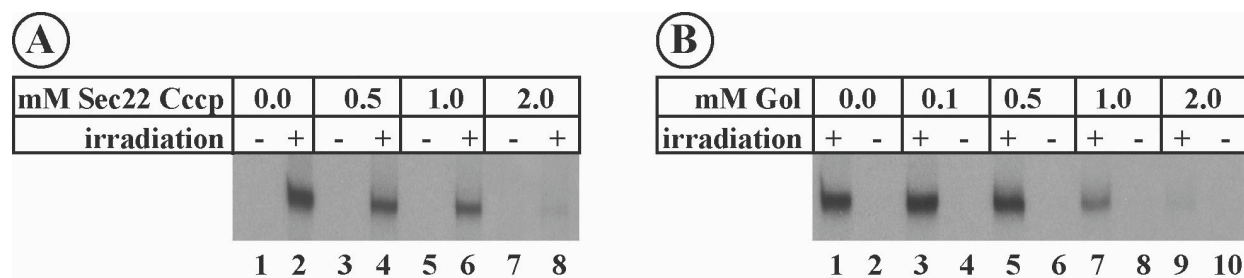 A
mM Sec22 Cccp 0.0 0.5 1.0 2.0
irradiation - + - + - + - +
1 2 3 4 5 6 7 8
B
mM Gol 0.0 0.1 0.5 1.0 2.0
irradiation + - + - + - + - + -
1 2 3 4 5 6 7 8 9 10